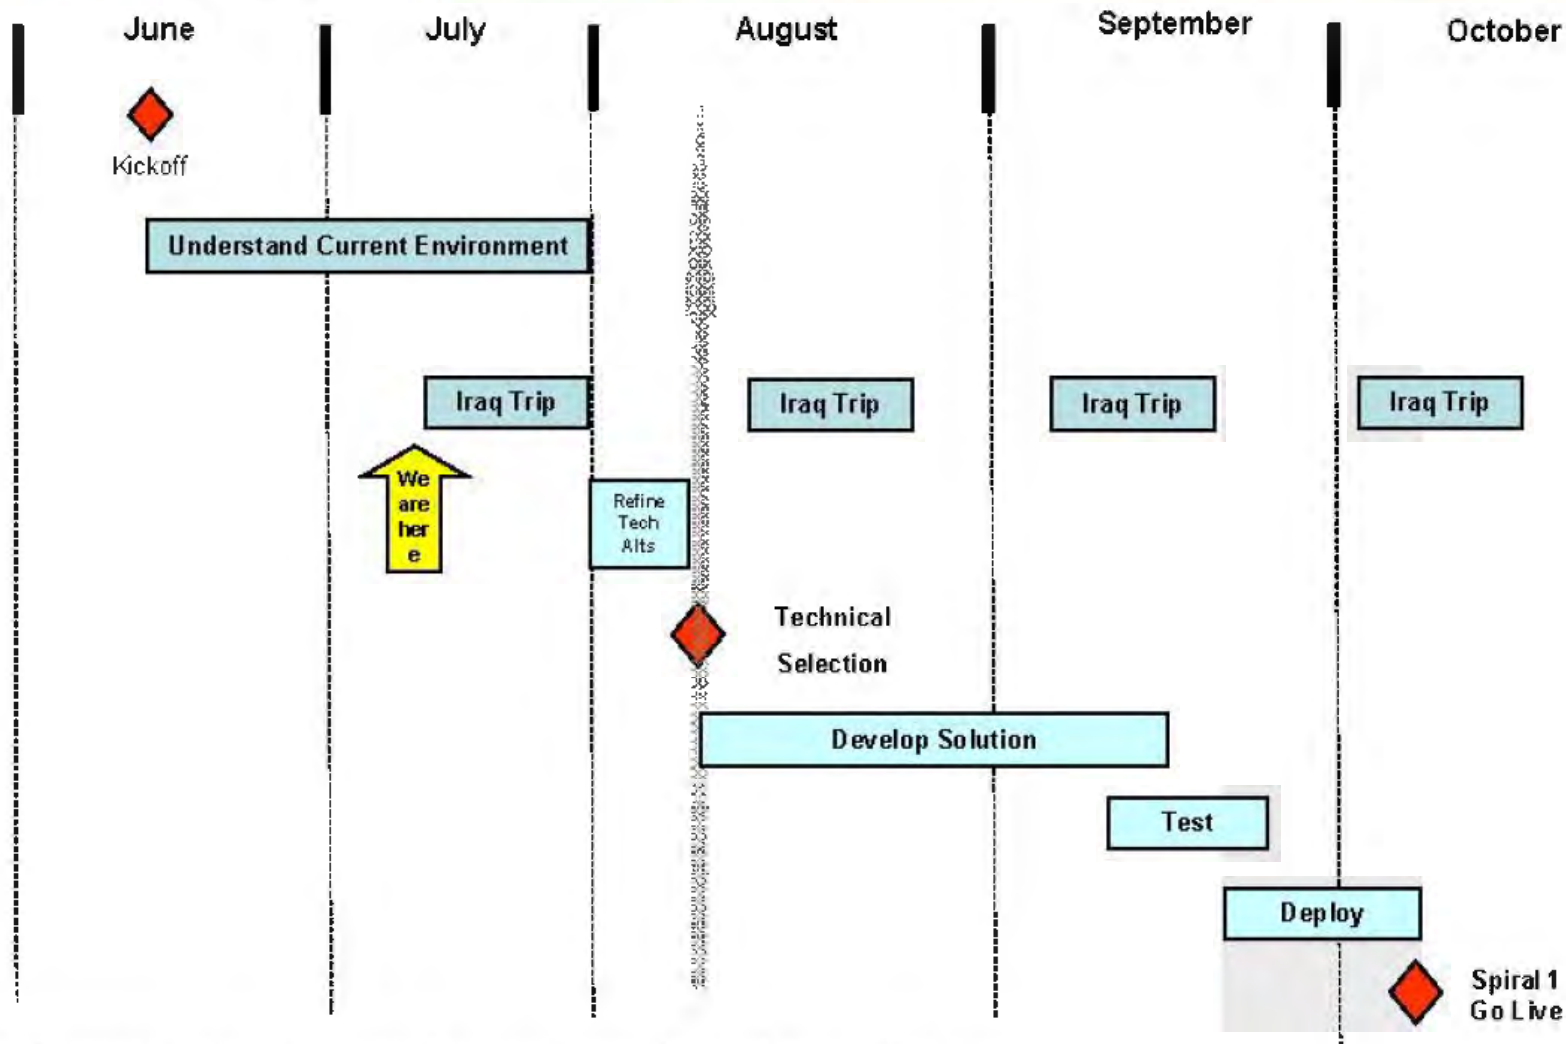 June
July
August
September
October
Kickoff
Understand Current Environment
Iraq Trip
Iraq Trip
Iraq Trip
Iraq Trip
We
are
her
e
Refine
Tech
Alts
Technical
Selection
Develop Solution
Test
Deploy
Spiral 1
Go Live